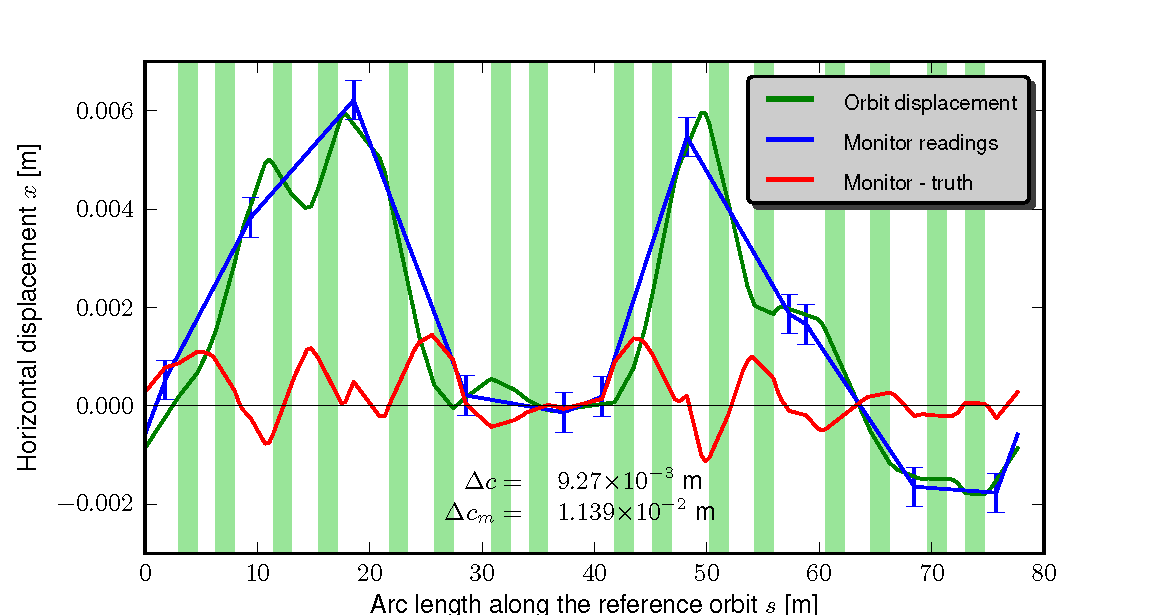 Horizontal displacement x [m]
0.006
0.004
0.002
0.000
−0.002
Orbit displacement
Monitor readings
Monitor - truth
Δc = 9.27×10⁻³ m
Δcₘ = 1.139×10⁻² m
0 10 20 30 40 50 60 70 80
Arc length along the reference orbit s [m]